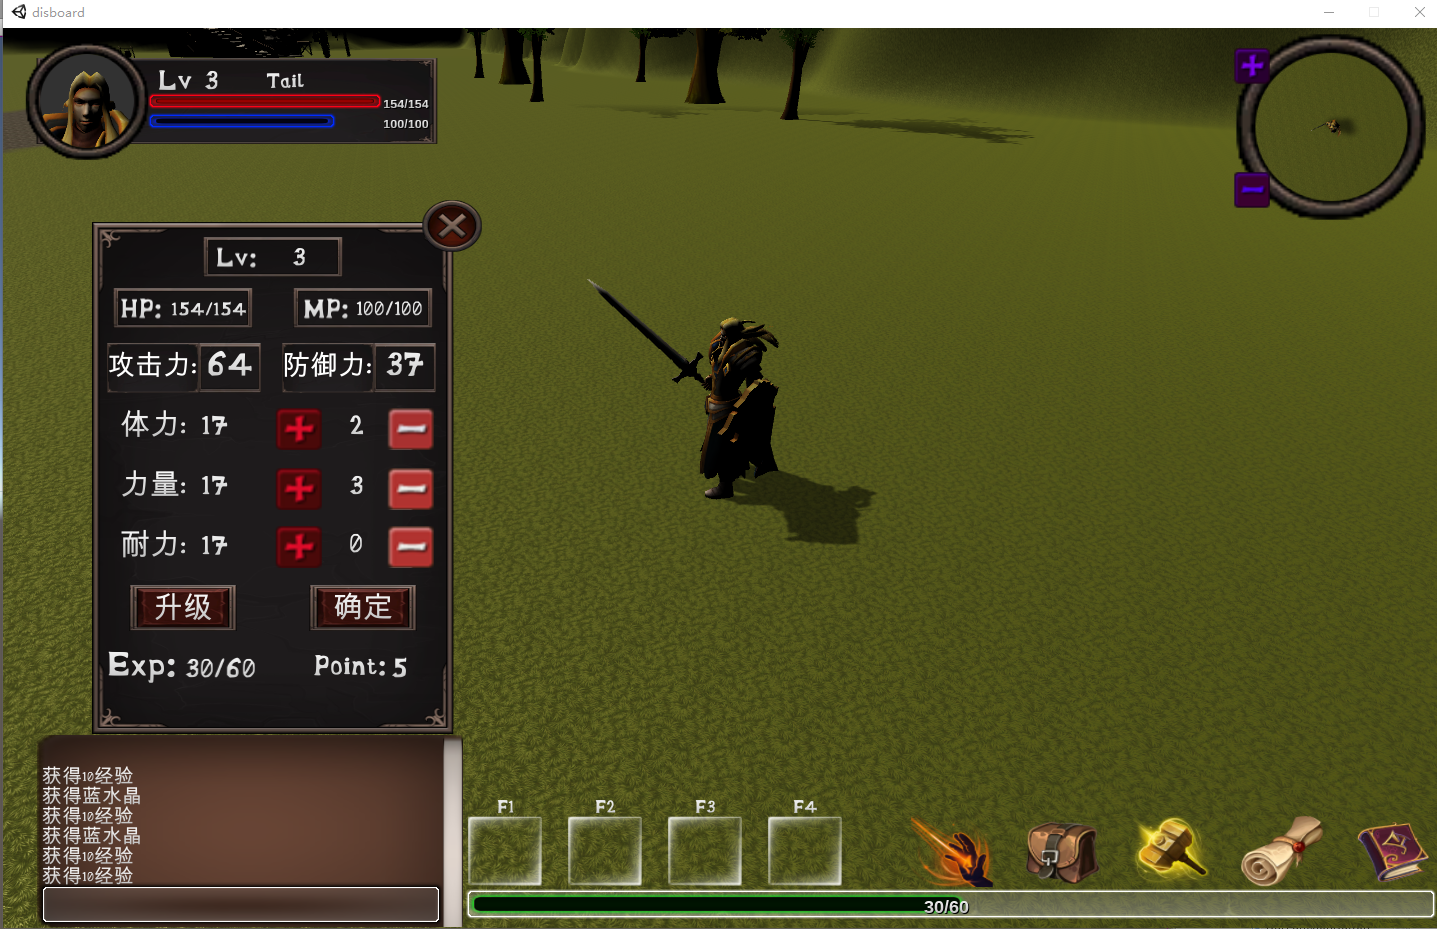 disboard
Lv 3 Tail
154/154
100/100
Lv: 3
HP: 154/154 MP: 100/100
攻击力: 64 防御力: 37
体力: 17 2
力量: 17 3
耐力: 17 0
升级 确定
Exp: 30/60 Point: 5
获得10经验
获得蓝水晶
获得10经验
获得蓝水晶
获得10经验
获得10经验
F1 F2 F3 F4
30/60